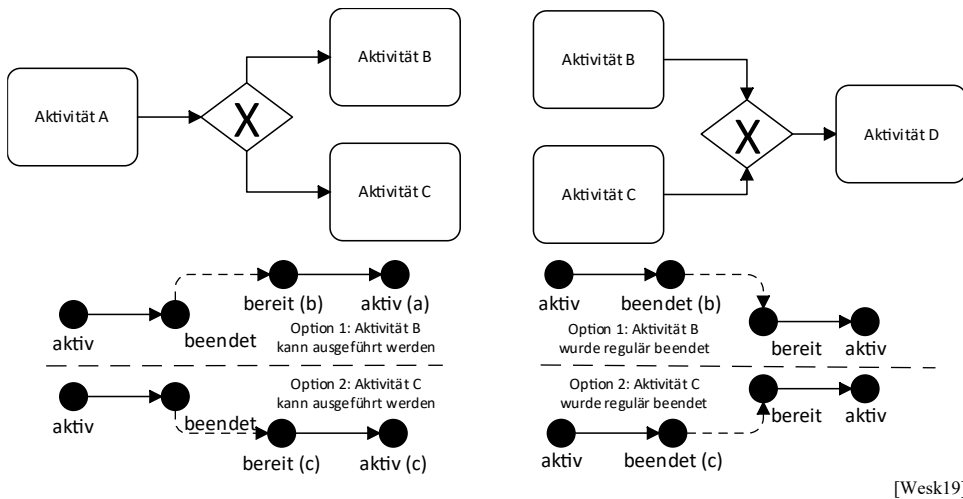 Aktivität A
X
Aktivität B
Aktivität C
Aktivität B
Aktivität C
X
Aktivität D
aktiv
beendet
bereit (b)
aktiv (a)
Option 1: Aktivität B
kann ausgeführt werden
aktiv
beendet
Option 2: Aktivität C
kann ausgeführt werden
bereit (c)
aktiv (c)
aktiv
beendet (b)
Option 1: Aktivität B
wurde regulär beendet
bereit
aktiv
Option 2: Aktivität C
wurde regulär beendet
bereit
aktiv
aktiv
beendet (c)
[Wesk19]